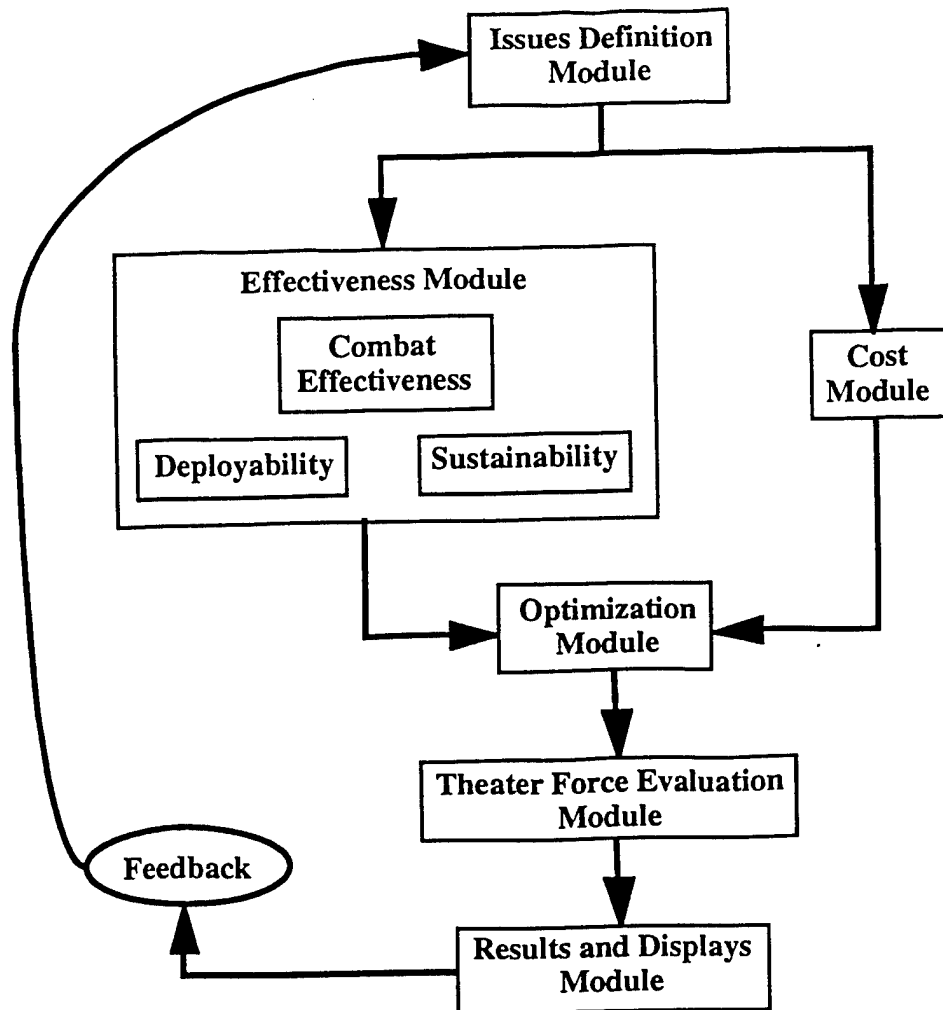 Issues Definition
Module
Effectiveness Module
Combat
Effectiveness
Deployability
Sustainability
Cost
Module
Optimization
Module
Theater Force Evaluation
Module
Feedback
Results and Displays
Module